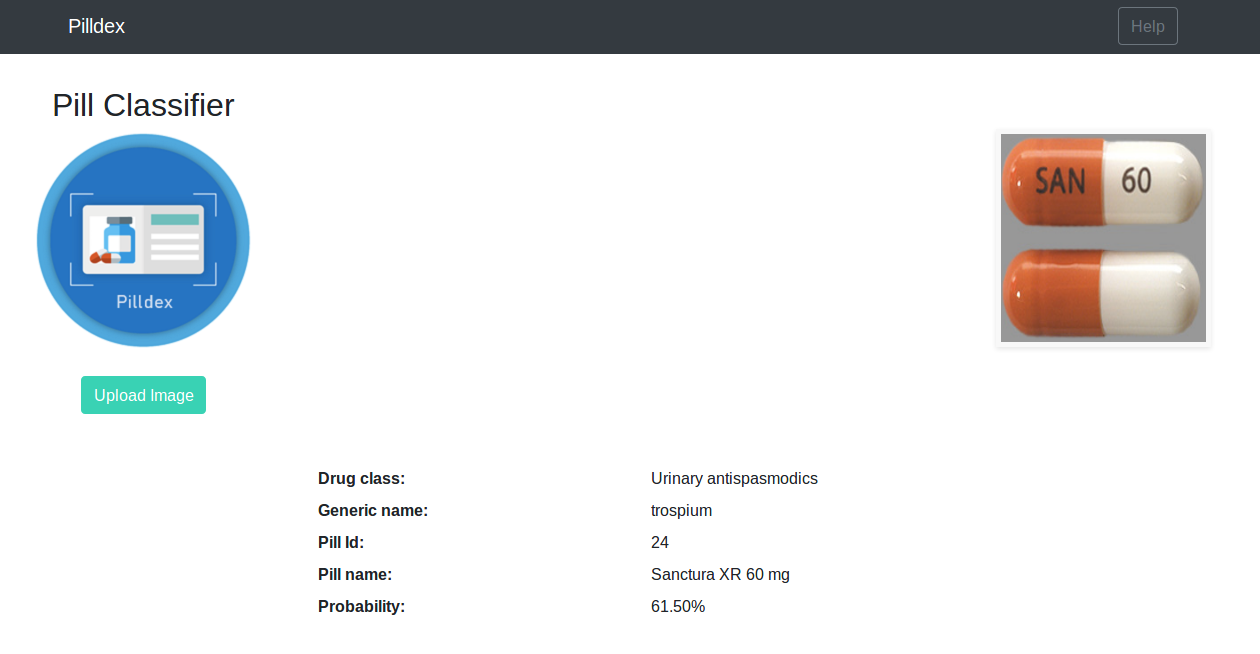 Pilldex
Help
Pill Classifier
SAN 60
Pilldex
Upload Image
Drug class: Urinary antispasmodics
Generic name: trospium
Pill Id: 24
Pill name: Sanctura XR 60 mg
Probability: 61.50%